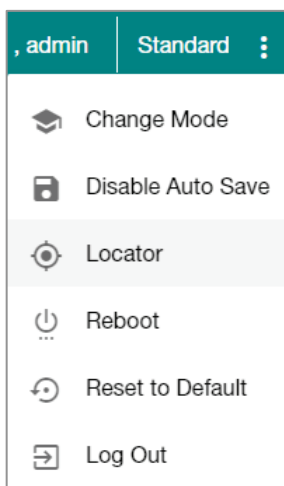 , admin
Standard
Change Mode
Disable Auto Save
Locator
Reboot
Reset to Default
Log Out